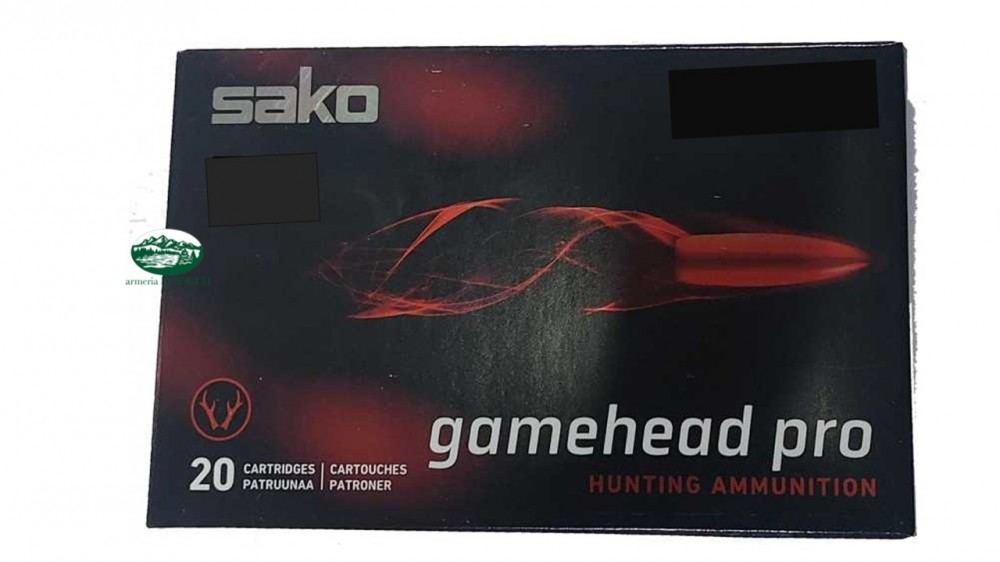 sako
armeria
gamehead pro
HUNTING AMMUNITION
20 CARTRIDGES | CARTOUCHES
PATRUUNAA | PATRONER